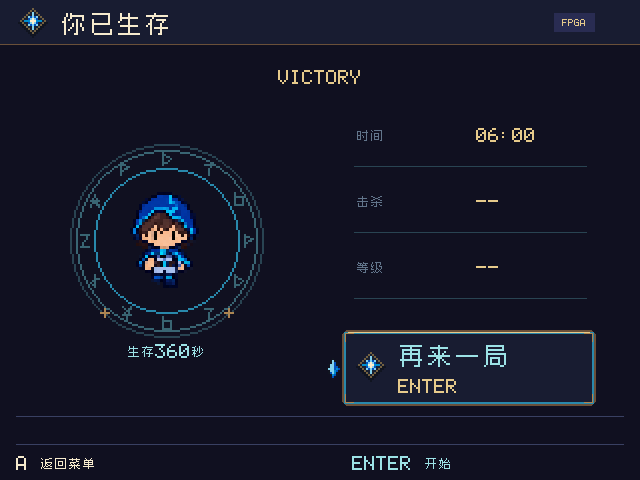 你已生存
FPGA
VICTORY
时间 06:00
击杀 --
等级 --
生存360秒
再来一局
ENTER
A 返回菜单
ENTER 开始